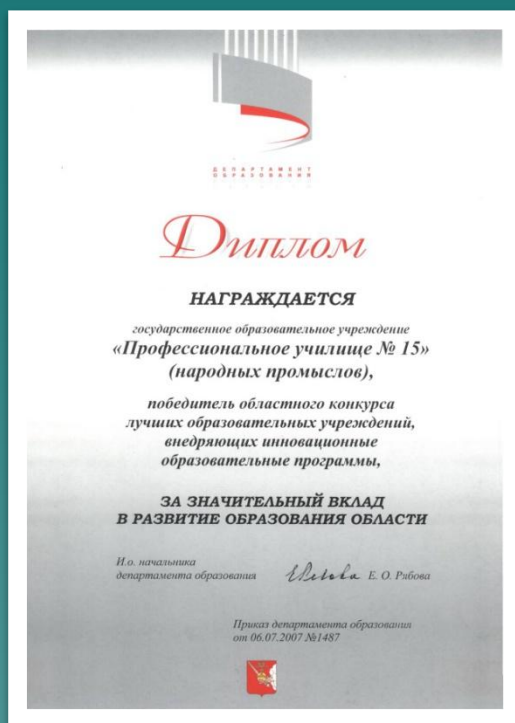 ДЕПАРТАМЕНТ
ОБРАЗОВАНИЯ
Диплом
НАГРАЖДАЕТСЯ
государственное образовательное учреждение
«Профессиональное училище № 15»
(народных промыслов),
победитель областного конкурса
лучших образовательных учреждений,
внедряющих инновационные
образовательные программы,
ЗА ЗНАЧИТЕЛЬНЫЙ ВКЛАД
В РАЗВИТИЕ ОБРАЗОВАНИЯ ОБЛАСТИ
И.о. начальника
департамента образования Е. О. Рябова
Приказ департамента образования
от 06.07.2007 №1487